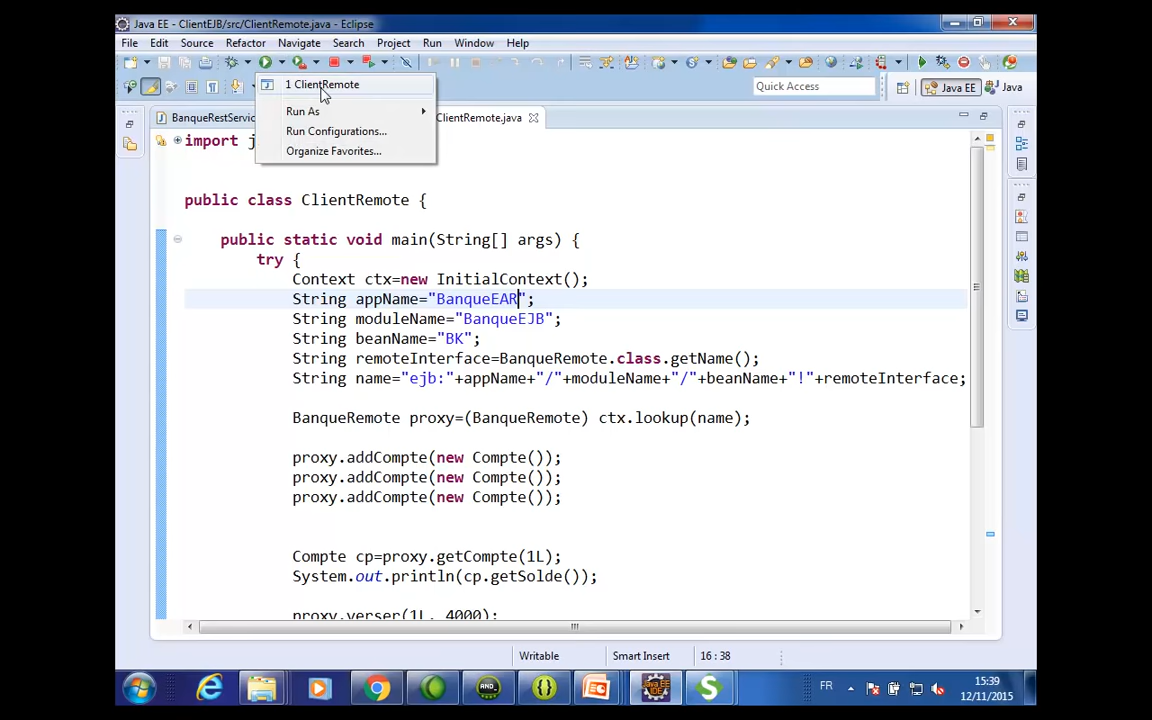 Java EE - ClientEJB/src/ClientRemote.java - Eclipse
File Edit Source Refactor Navigate Search Project Run Window Help
Quick Access
Java EE
Java
1 ClientRemote
Run As
Run Configurations...
Organize Favorites...
BanqueRestServic
ClientRemote.java
import j
public class ClientRemote {
public static void main(String[] args) {
try {
Context ctx=new InitialContext();
String appName="BanqueEAR";
String moduleName="BanqueEJB";
String beanName="BK";
String remoteInterface=BanqueRemote.class.getName();
String name="ejb:"+appName+"/"+moduleName+"/"+beanName+"!"+remoteInterface;
BanqueRemote proxy=(BanqueRemote) ctx.lookup(name);
proxy.addCompte(new Compte());
proxy.addCompte(new Compte());
proxy.addCompte(new Compte());
Compte cp=proxy.getCompte(1L);
System.out.println(cp.getSolde());
proxy.verser(1L, 4000);
Writable
Smart Insert
16 : 38
AND_
Java EE
IDE
FR
15:39
12/11/2015